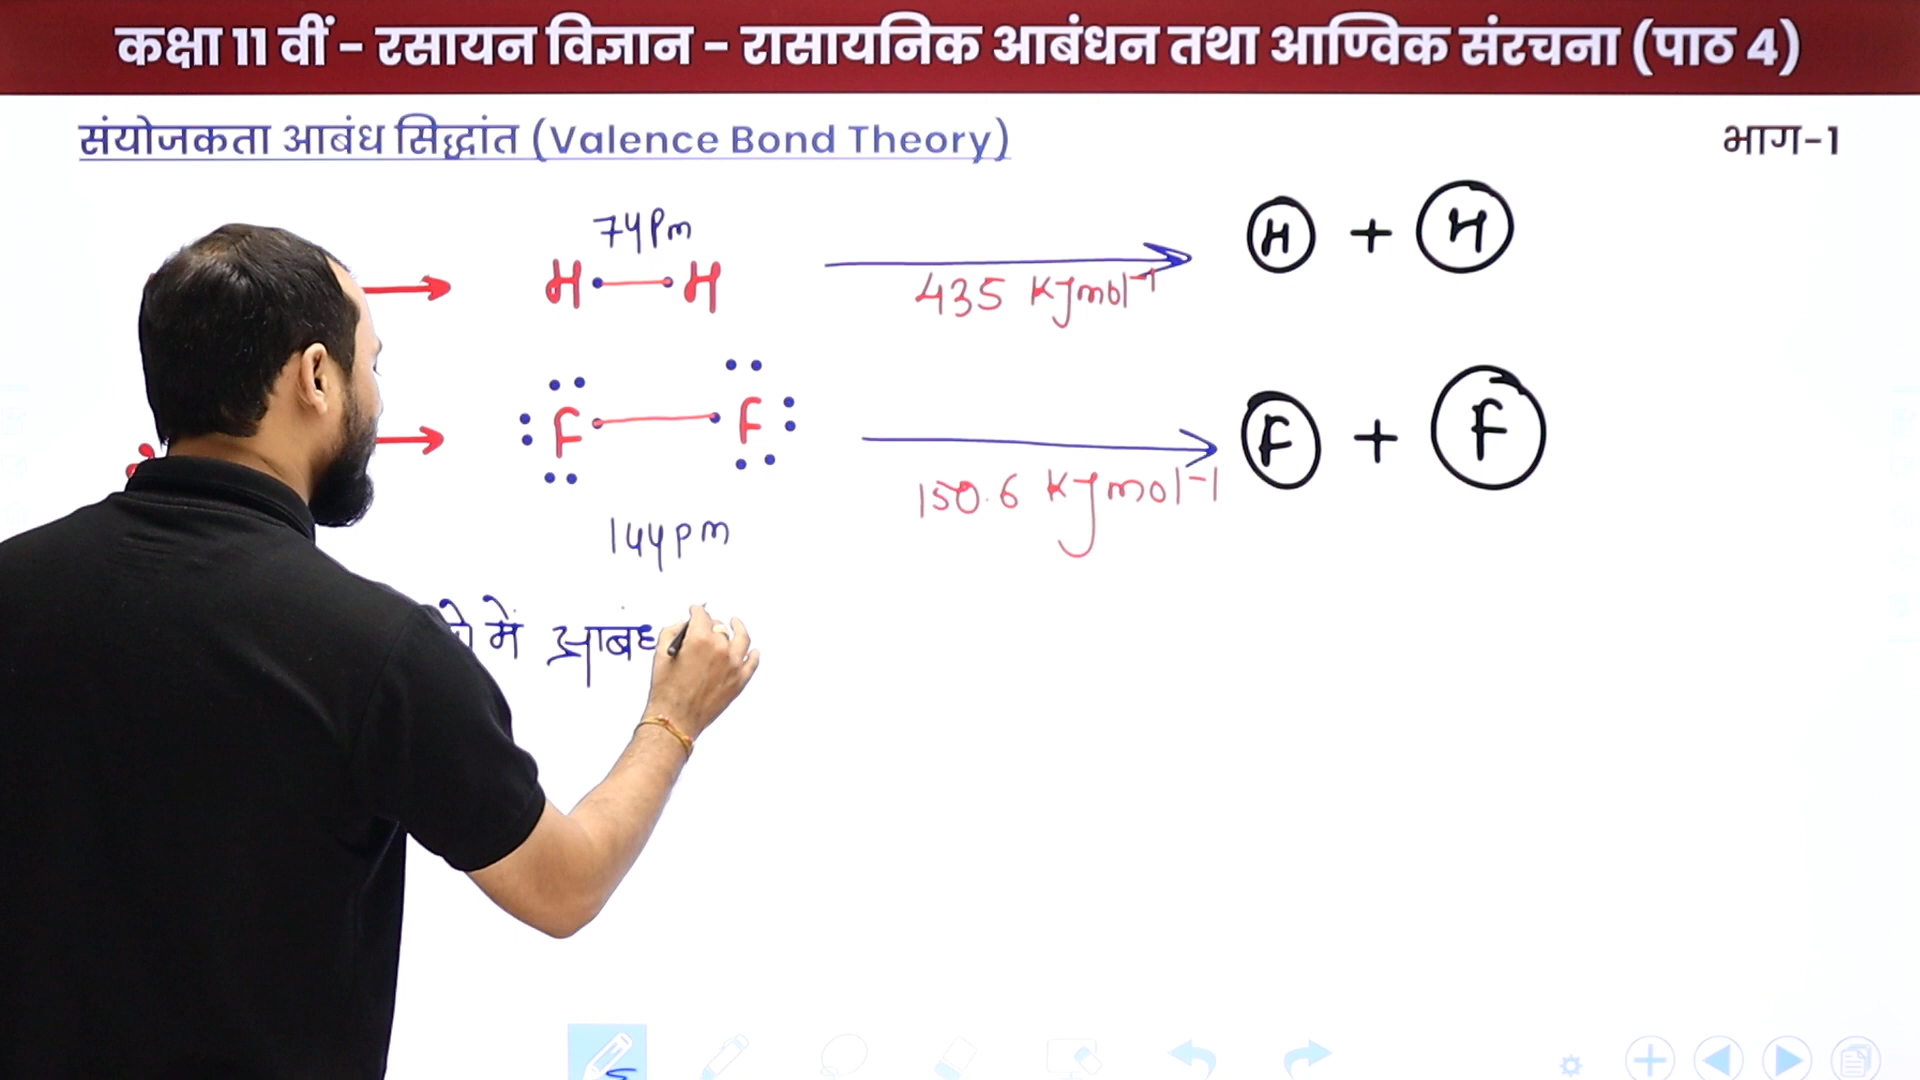 कक्षा 11 वीं - रसायन विज्ञान - रासायनिक आबंधन तथा आण्विक संरचना (पाठ 4)
संयोजकता आबंध सिद्धांत (Valence Bond Theory)
भाग-1
74Pm
H H
435 KJmol⁻¹
H + H
F F
150.6 KJmol⁻¹
F + F
144pm
में आबंध